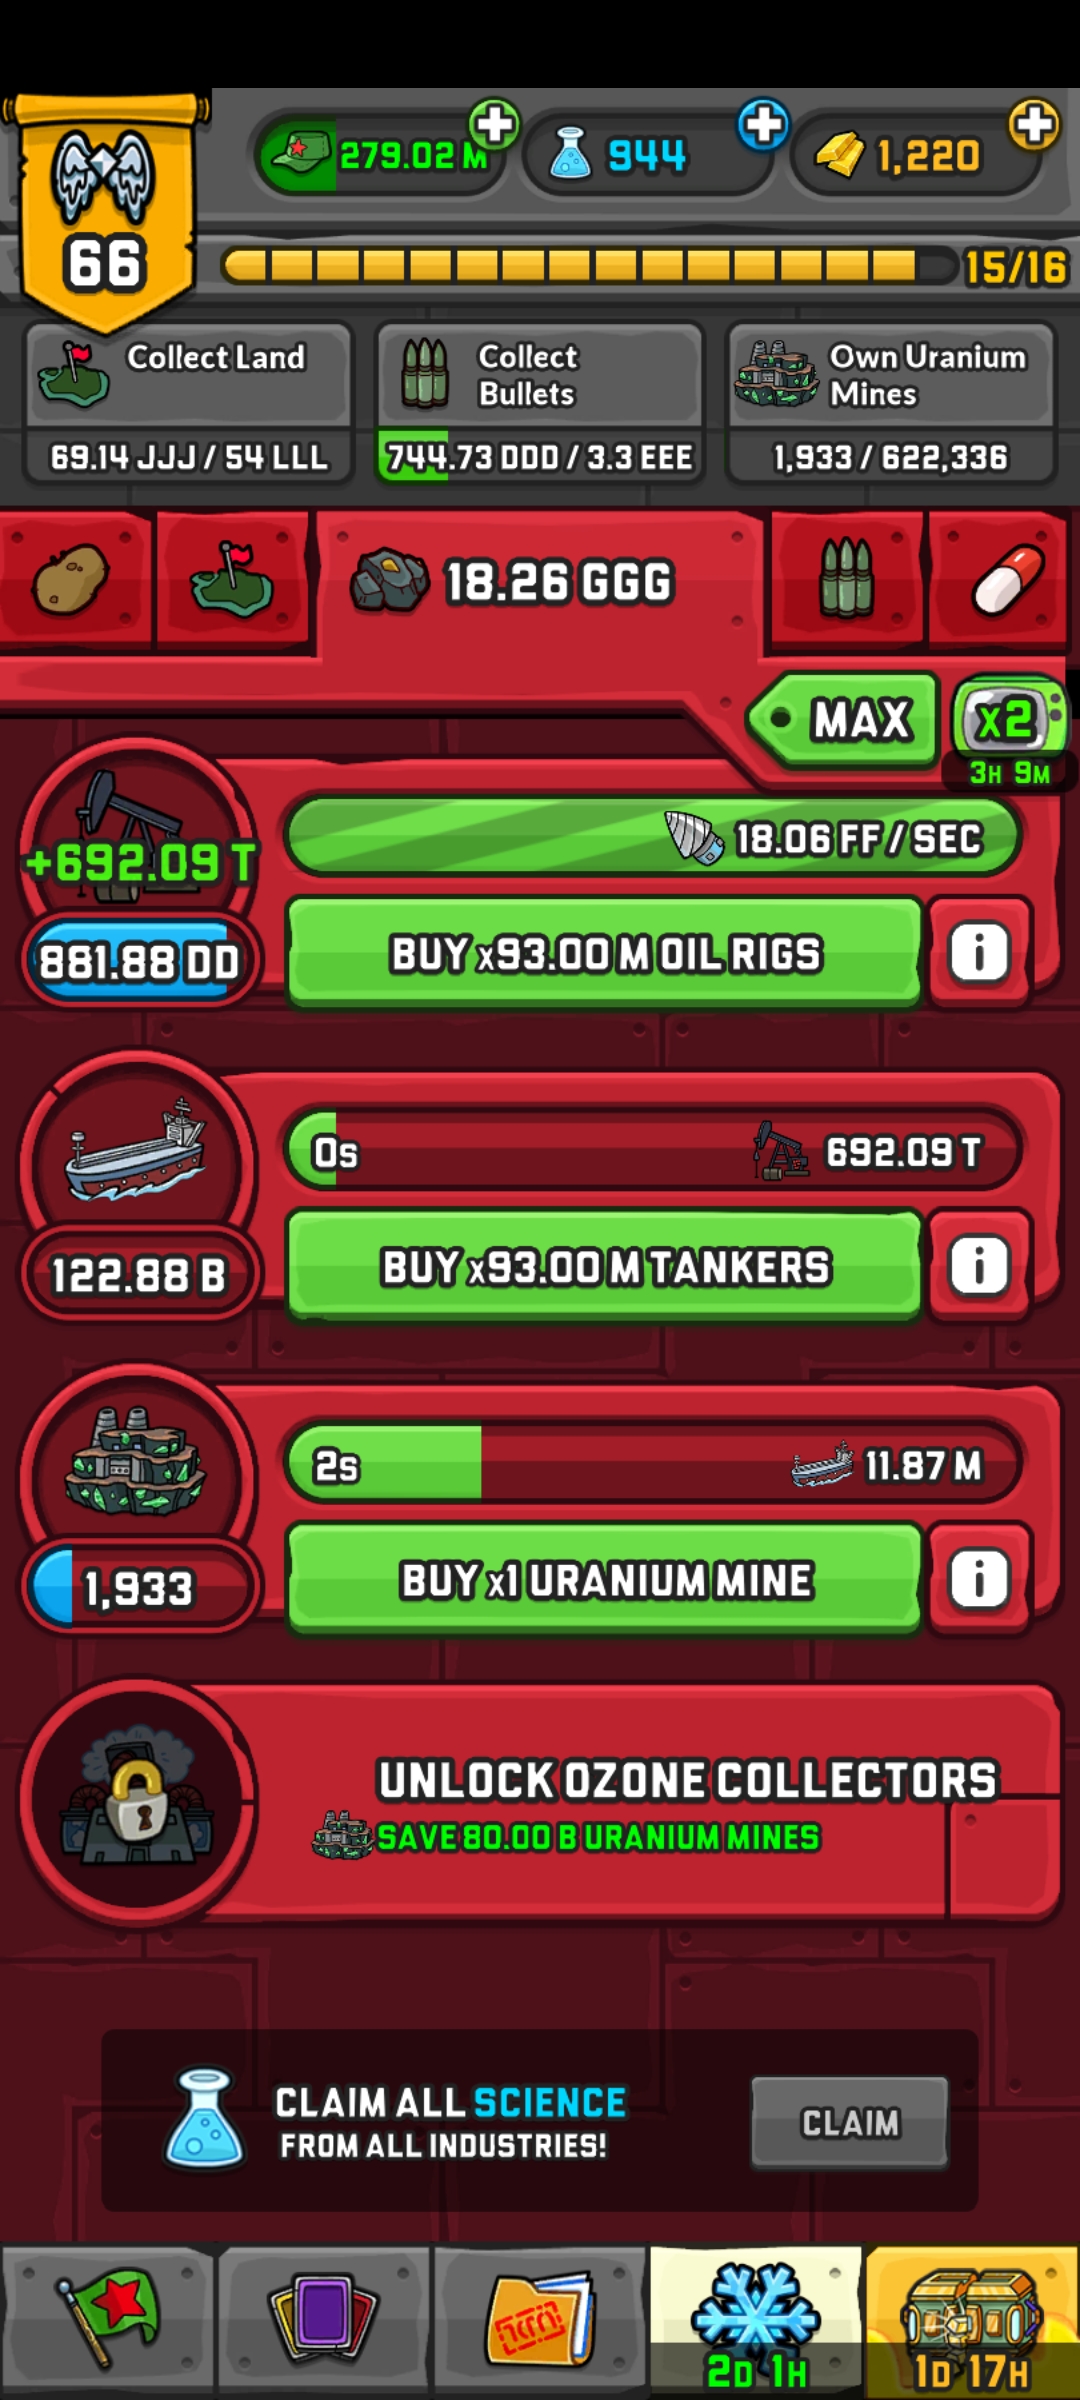 279.02 M
944
1,220
66
15/16
Collect Land
69.14 JJJ / 54 LLL
Collect
Bullets
744.73 DDD / 3.3 EEE
Own Uranium
Mines
1,933 / 622,336
18.26 GGG
MAX
x2
3H 9M
+692.09 T
18.06 FF / SEC
881.88 DD
BUY x93.00 M OIL RIGS
i
0s
692.09 T
122.88 B
BUY x93.00 M TANKERS
i
2s
11.87 M
1,933
BUY x1 URANIUM MINE
i
UNLOCK OZONE COLLECTORS
SAVE 80.00 B URANIUM MINES
CLAIM ALL SCIENCE
FROM ALL INDUSTRIES!
CLAIM
2D 1H
1D 17H